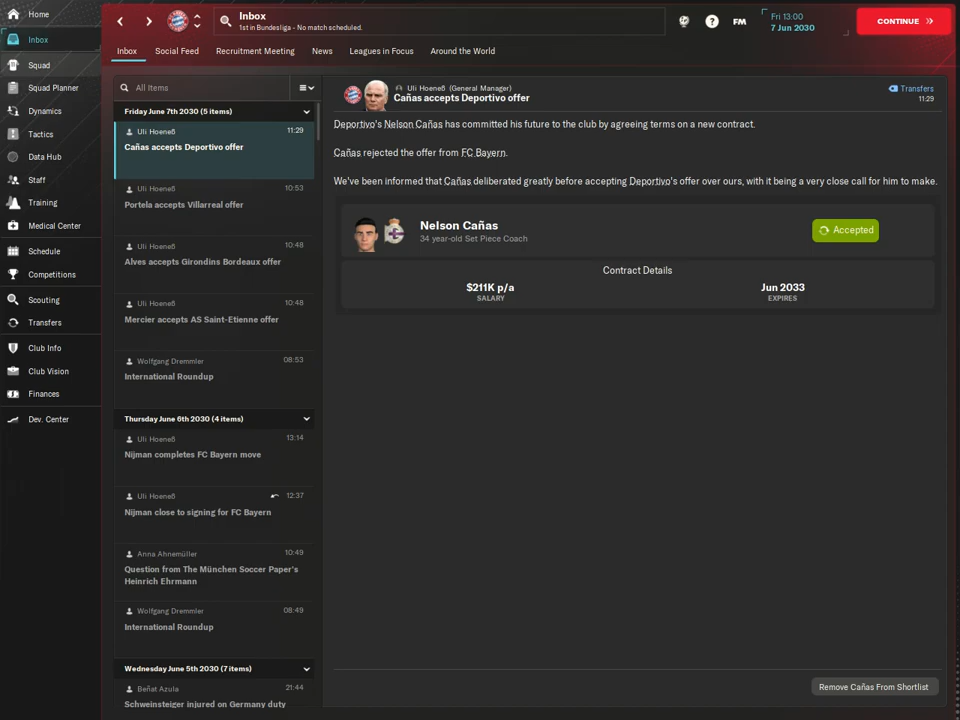 Home
Inbox
Squad
Squad Planner
Dynamics
Tactics
Data Hub
Staff
Training
Medical Center
Schedule
Competitions
Scouting
Transfers
Club Info
Club Vision
Finances
Dev. Center
Inbox
1st in Bundesliga - No match scheduled.
?
FM
Fri 13:00
7 Jun 2030
CONTINUE
Inbox
Social Feed
Recruitment Meeting
News
Leagues in Focus
Around the World
All Items
Friday June 7th 2030 (5 items)
Uli Hoeneß 11:29
Cañas accepts Deportivo offer
Uli Hoeneß 10:53
Portela accepts Villarreal offer
Uli Hoeneß 10:48
Alves accepts Girondins Bordeaux offer
Uli Hoeneß 10:48
Mercier accepts AS Saint-Etienne offer
Wolfgang Dremmler 08:53
International Roundup
Thursday June 6th 2030 (4 items)
Uli Hoeneß 13:14
Nijman completes FC Bayern move
Uli Hoeneß 12:37
Nijman close to signing for FC Bayern
Anna Ahnemüller 10:49
Question from The München Soccer Paper's
Heinrich Ehrmann
Wolfgang Dremmler 08:49
International Roundup
Wednesday June 5th 2030 (7 items)
Beñat Azula 21:44
Schweinsteiger injured on Germany duty
Uli Hoeneß (General Manager)
Cañas accepts Deportivo offer
Transfers
11:29
Deportivo's Nelson Cañas has committed his future to the club by agreeing terms on a new contract.
Cañas rejected the offer from FC Bayern.
We've been informed that Cañas deliberated greatly before accepting Deportivo's offer over ours, with it being a very close call for him to make.
Nelson Cañas
34 year-old Set Piece Coach
Accepted
Contract Details
$211K p/a
SALARY
Jun 2033
EXPIRES
Remove Cañas From Shortlist